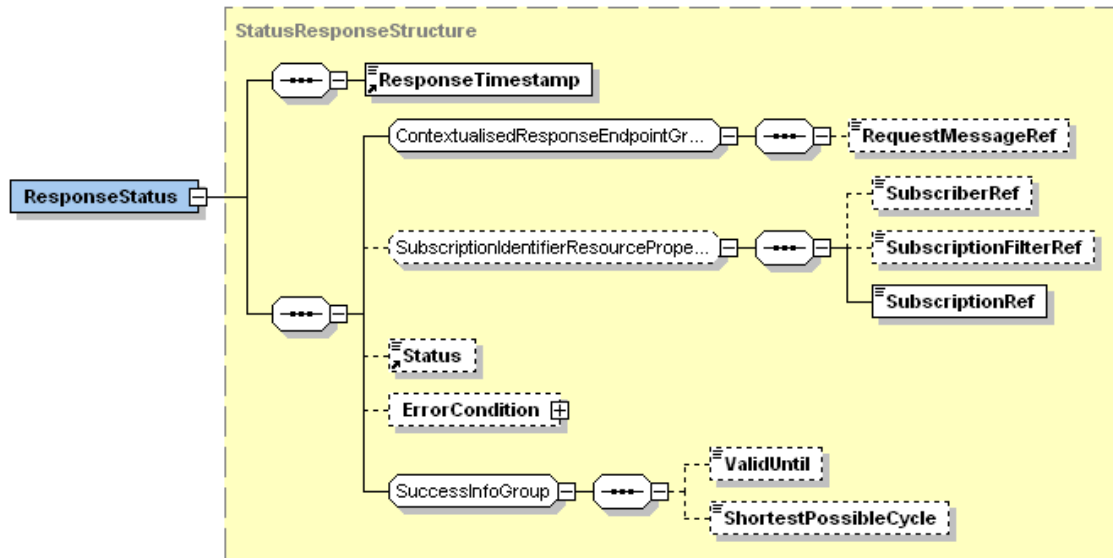 StatusResponseStructure
ResponseTimestamp
ContextualisedResponseEndpointGr...
RequestMessageRef
ResponseStatus
SubscriberRef
SubscriptionIdentifierResourcePrope...
SubscriptionFilterRef
SubscriptionRef
Status
ErrorCondition
SuccessInfoGroup
ValidUntil
ShortestPossibleCycle